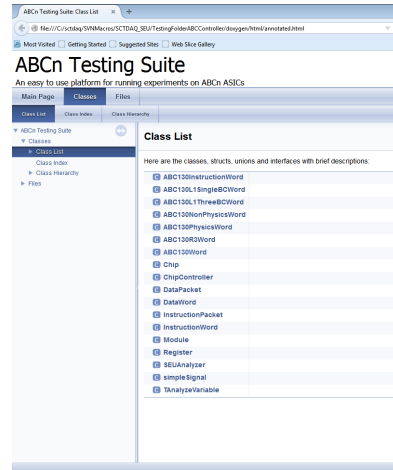 ABCn Testing Suite: Class List
file:///C:/sctdaq/SVNMacros/SCTDAQ_SEU/TestingFolderABCController/doxygen/html/annotated.html
Most Visited Getting Started Suggested Sites Web Slice Gallery
ABCn Testing Suite
An easy to use platform for running experiments on ABCn ASICs
Main Page Classes Files
Class List Class Index Class Hierarchy
ABCn Testing Suite
Classes
Class List
Class Index
Class Hierarchy
Files
Class List
Here are the classes, structs, unions and interfaces with brief descriptions:
C ABC130InstructionWord
C ABC130L1SingleBCWord
C ABC130L1ThreeBCWord
C ABC130NonPhysicsWord
C ABC130PhysicsWord
C ABC130R3Word
C ABC130Word
C Chip
C ChipController
C DataPacket
C DataWord
C InstructionPacket
C InstructionWord
C Module
C Register
C SEUAnalyzer
C simpleSignal
C TAnalyzeVariable